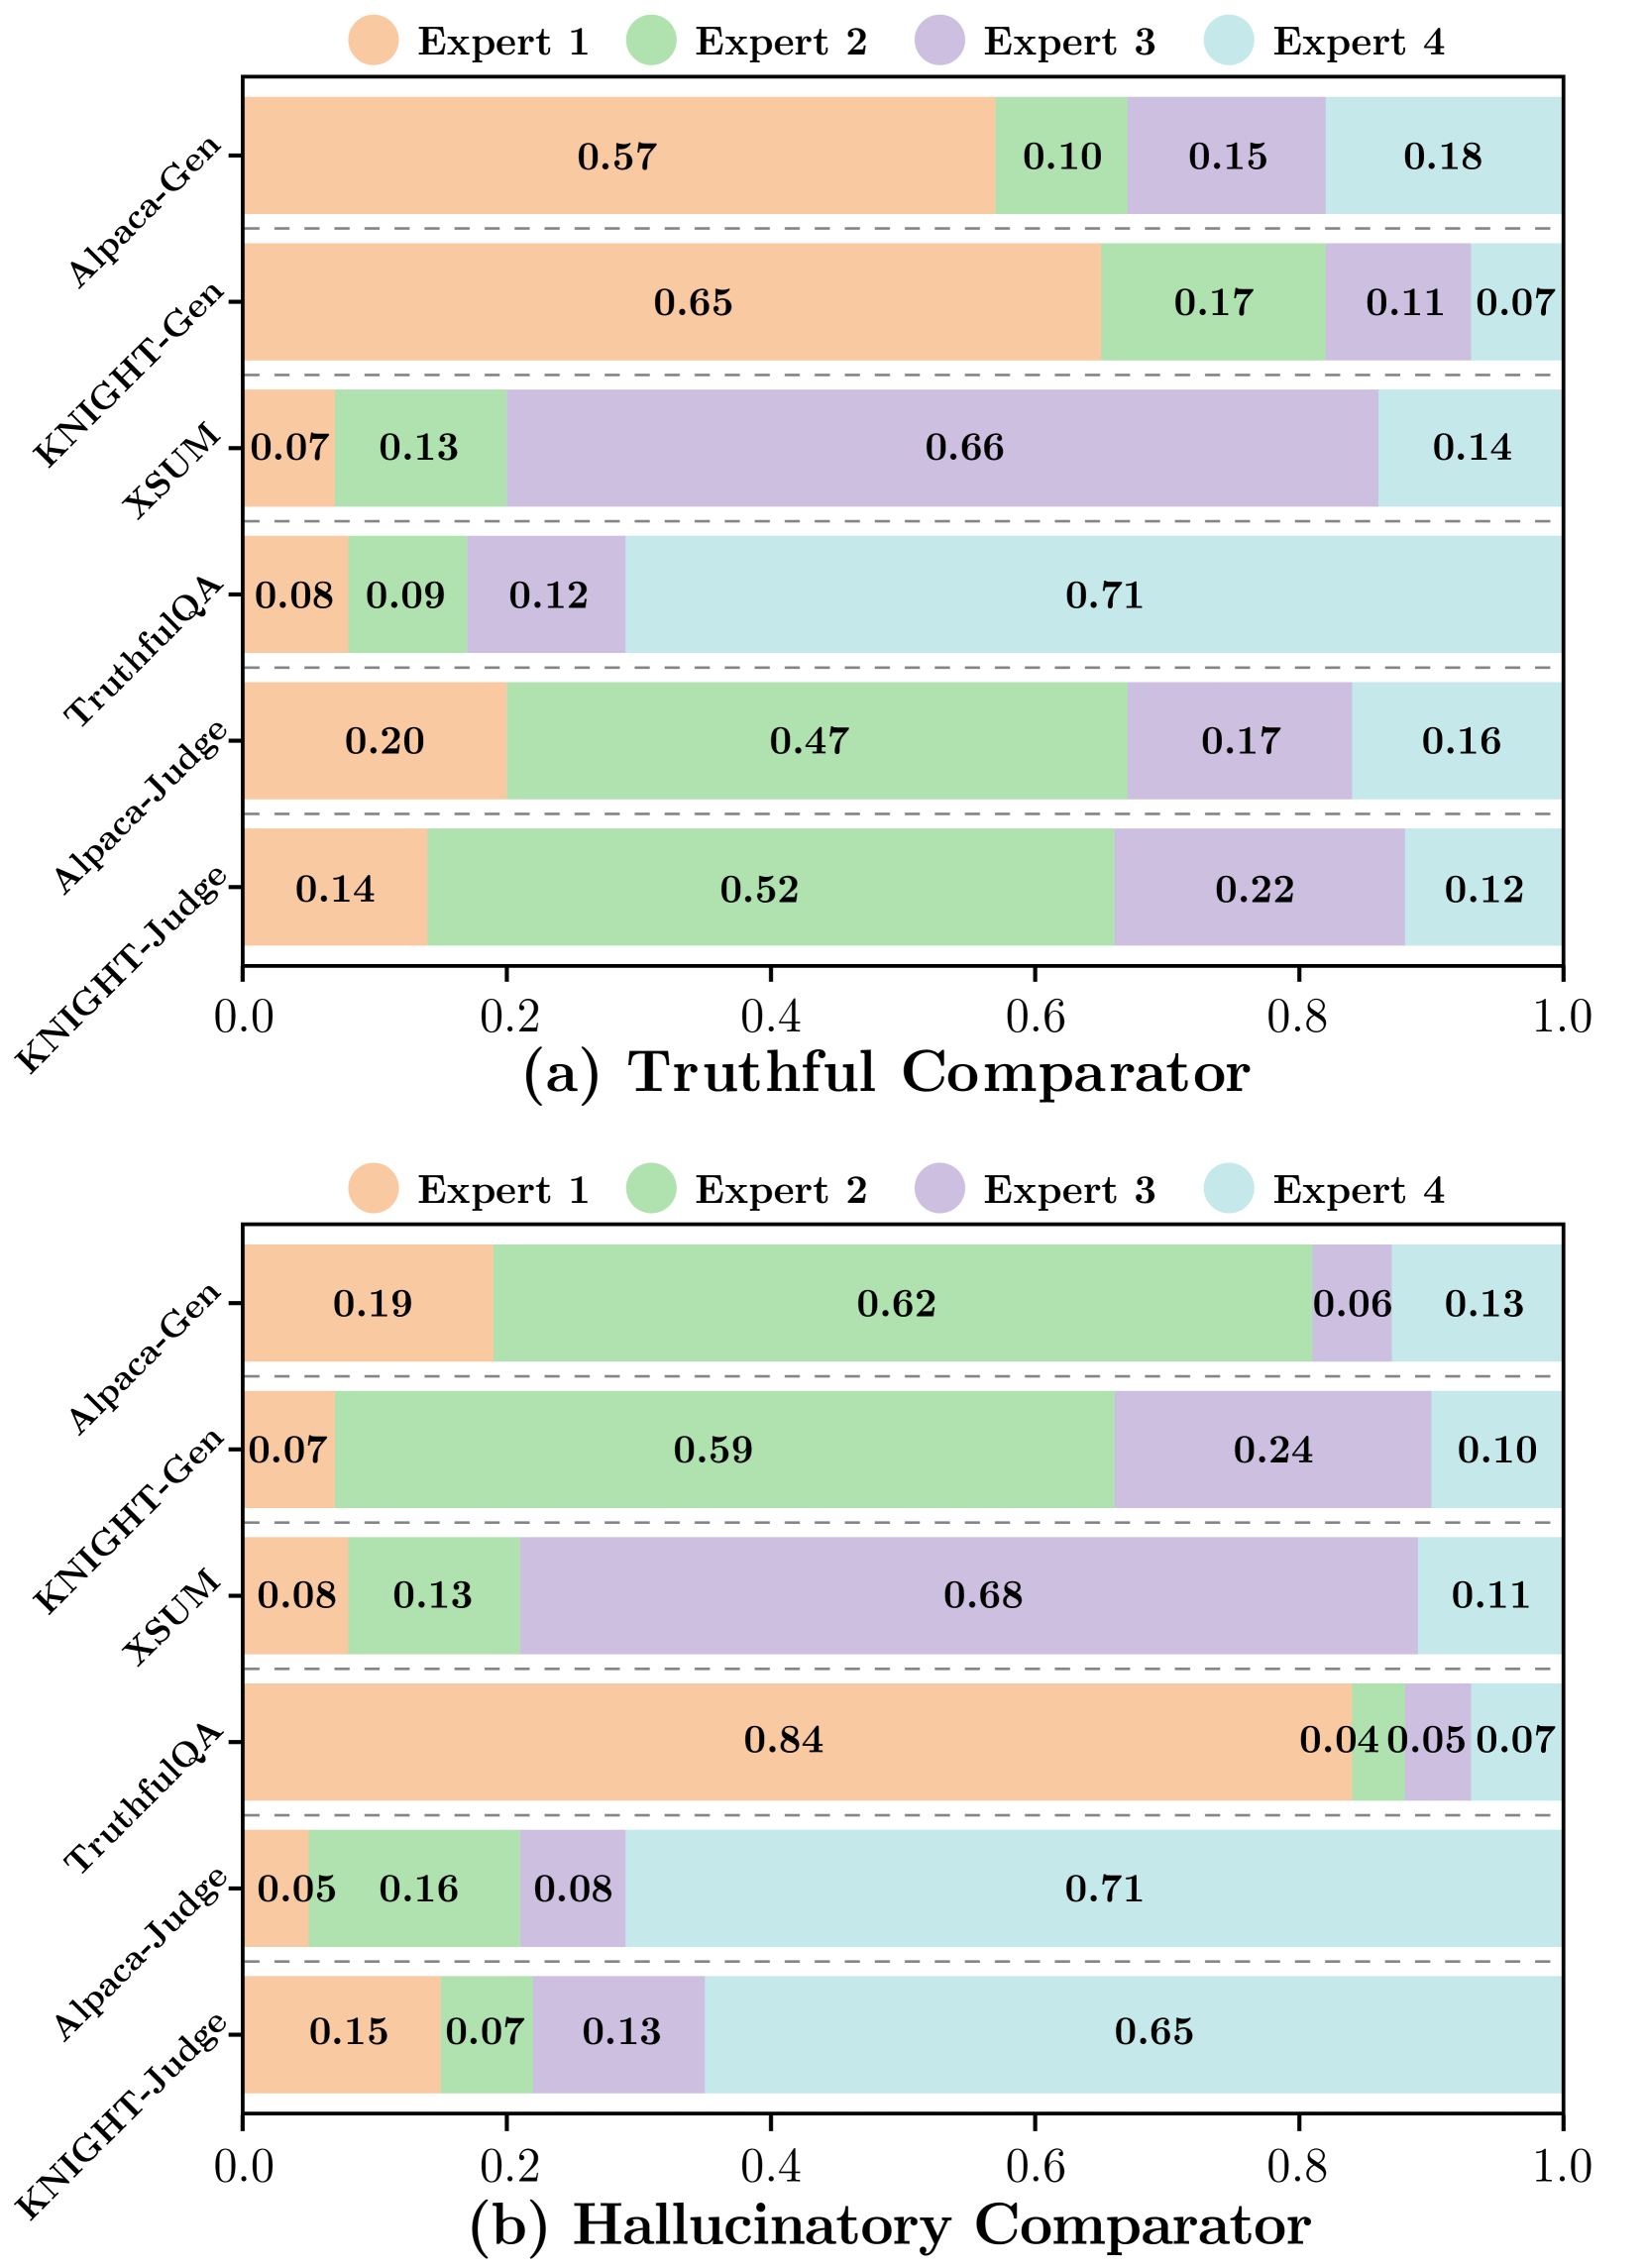 Expert 1 Expert 2 Expert 3 Expert 4
Alpaca-Gen 0.57 0.10 0.15 0.18
KNIGHT-Gen 0.65 0.17 0.11 0.07
XSUM 0.07 0.13 0.66 0.14
TruthfulQA 0.08 0.09 0.12 0.71
Alpaca-Judge 0.20 0.47 0.17 0.16
KNIGHT-Judge 0.14 0.52 0.22 0.12
0.0 0.2 0.4 0.6 0.8 1.0
(a) Truthful Comparator
Expert 1 Expert 2 Expert 3 Expert 4
Alpaca-Gen 0.19 0.62 0.06 0.13
KNIGHT-Gen 0.07 0.59 0.24 0.10
XSUM 0.08 0.13 0.68 0.11
TruthfulQA 0.84 0.04 0.05 0.07
Alpaca-Judge 0.05 0.16 0.08 0.71
KNIGHT-Judge 0.15 0.07 0.13 0.65
0.0 0.2 0.4 0.6 0.8 1.0
(b) Hallucinatory Comparator